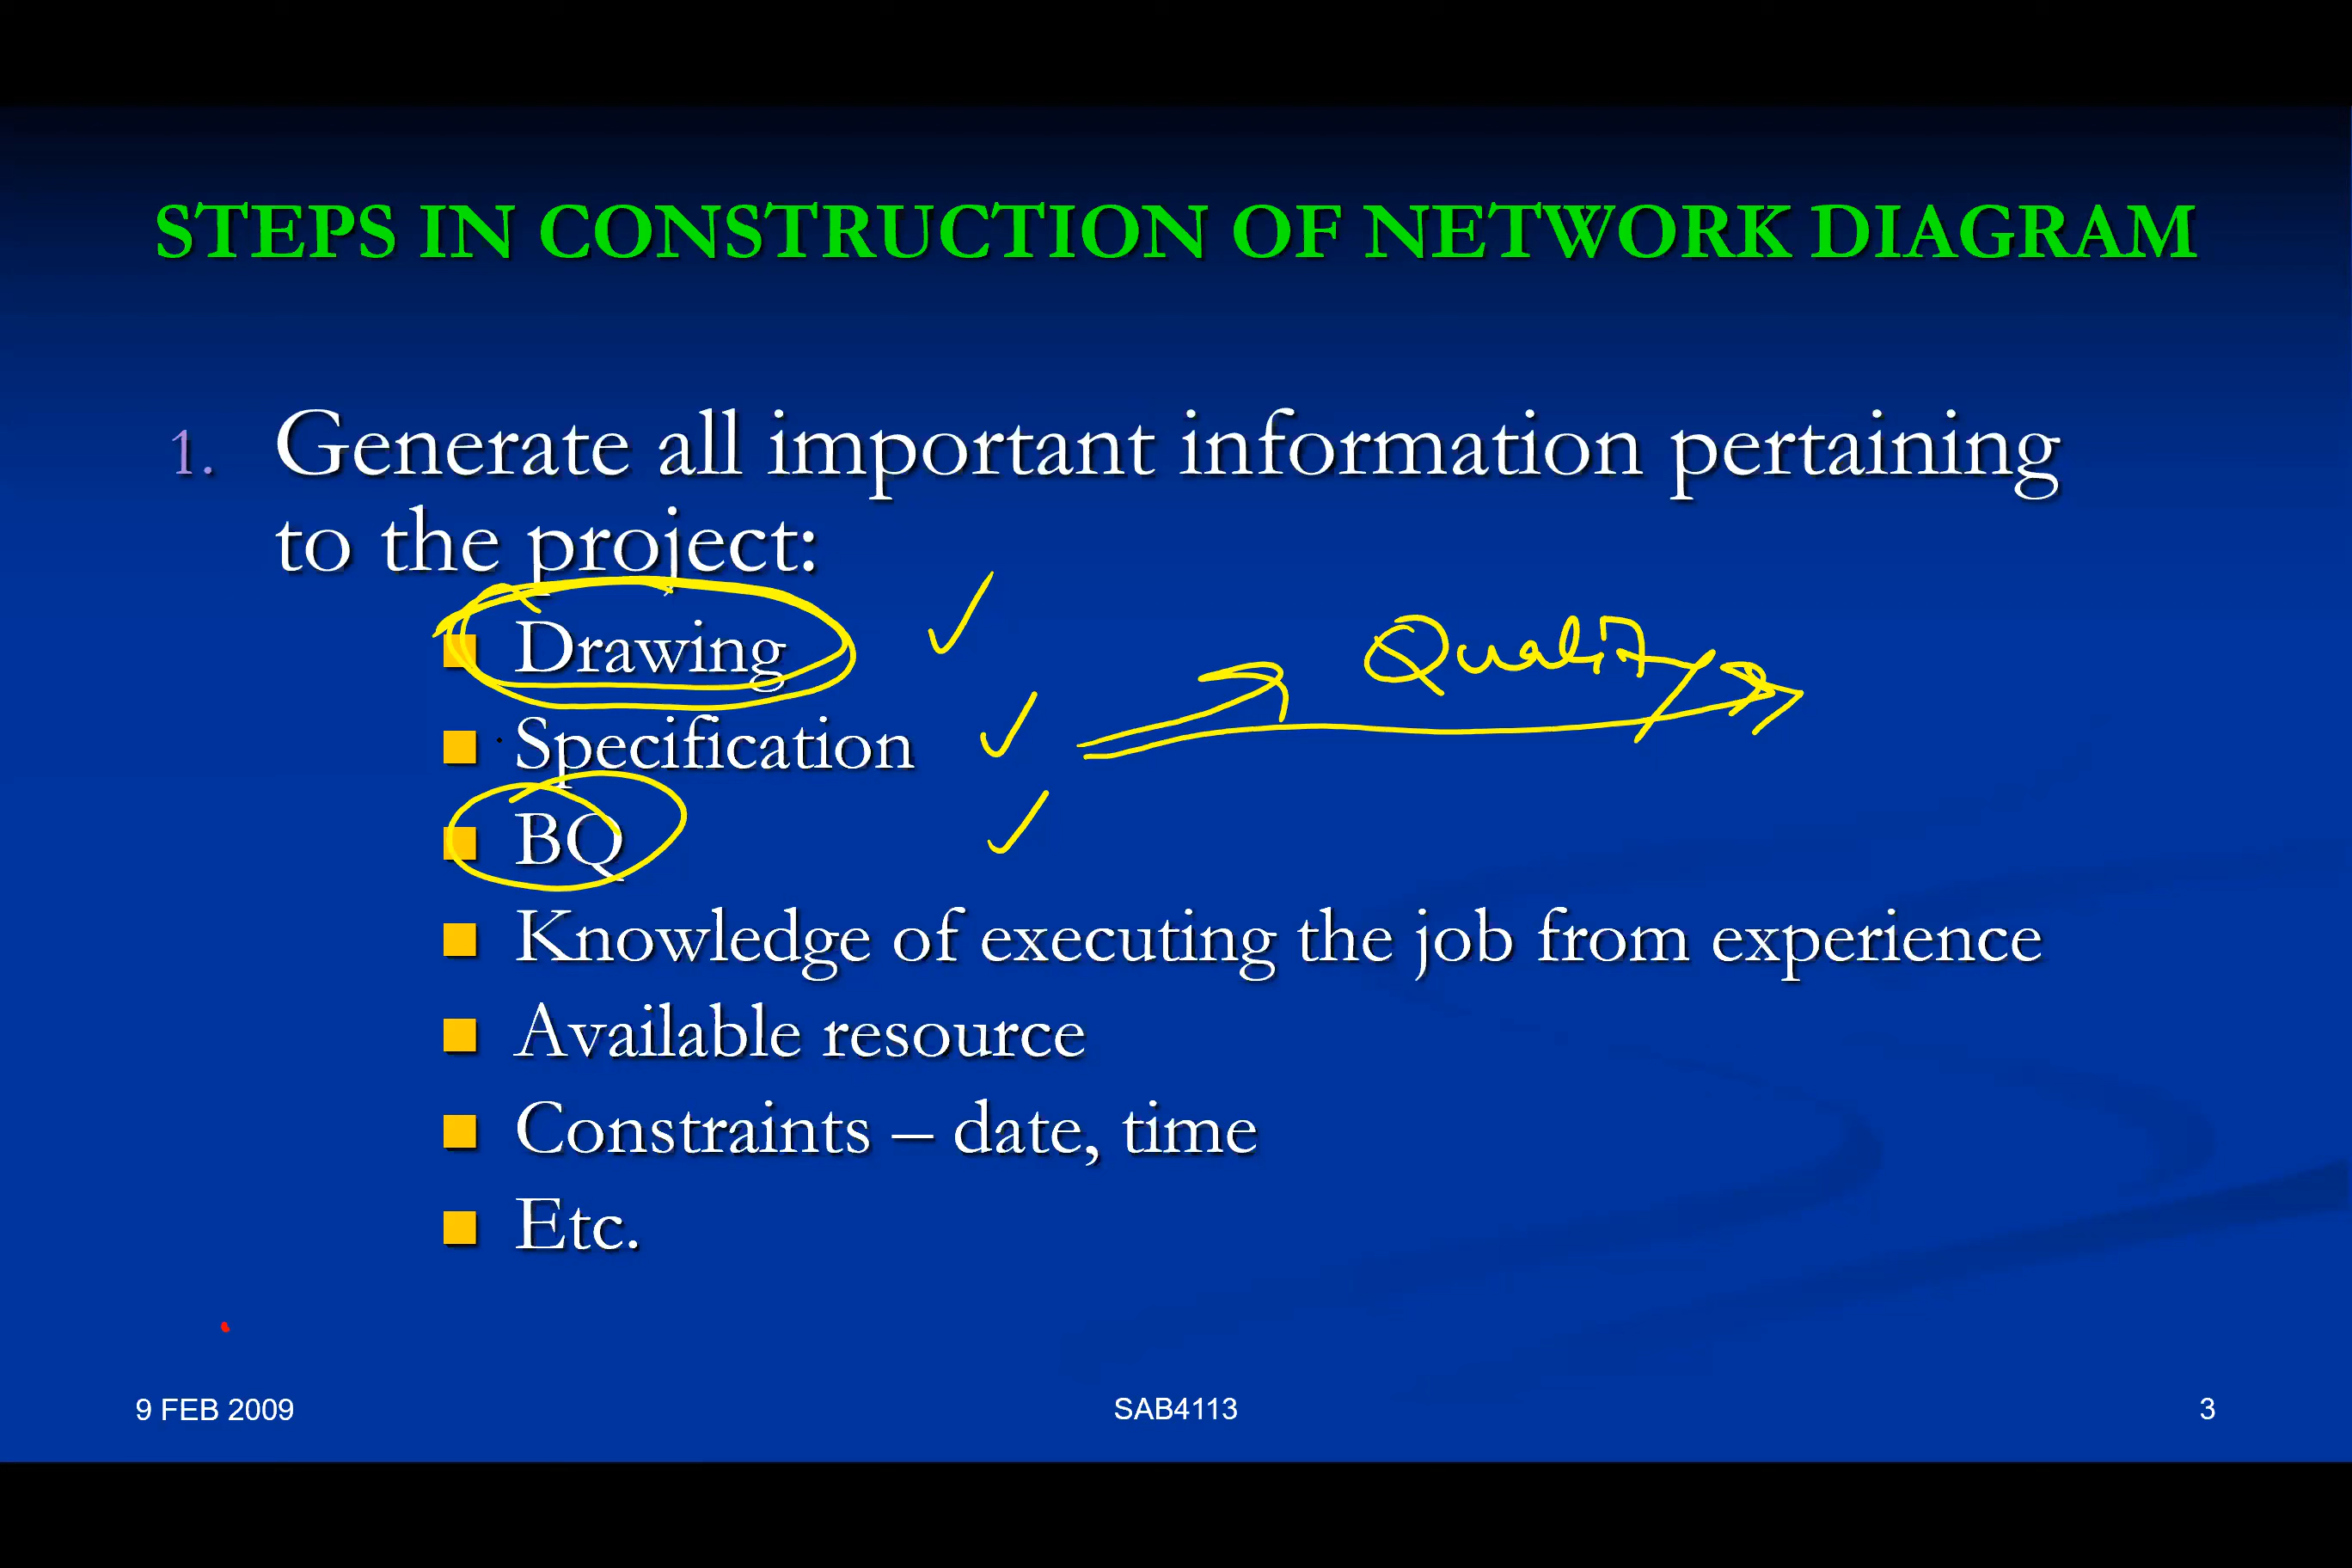 STEPS IN CONSTRUCTION OF NETWORK DIAGRAM
1. Generate all important information pertaining
to the project:
Drawing
Quality
Specification
BQ
Knowledge of executing the job from experience
Available resource
Constraints – date, time
Etc.
9 FEB 2009
SAB4113
3